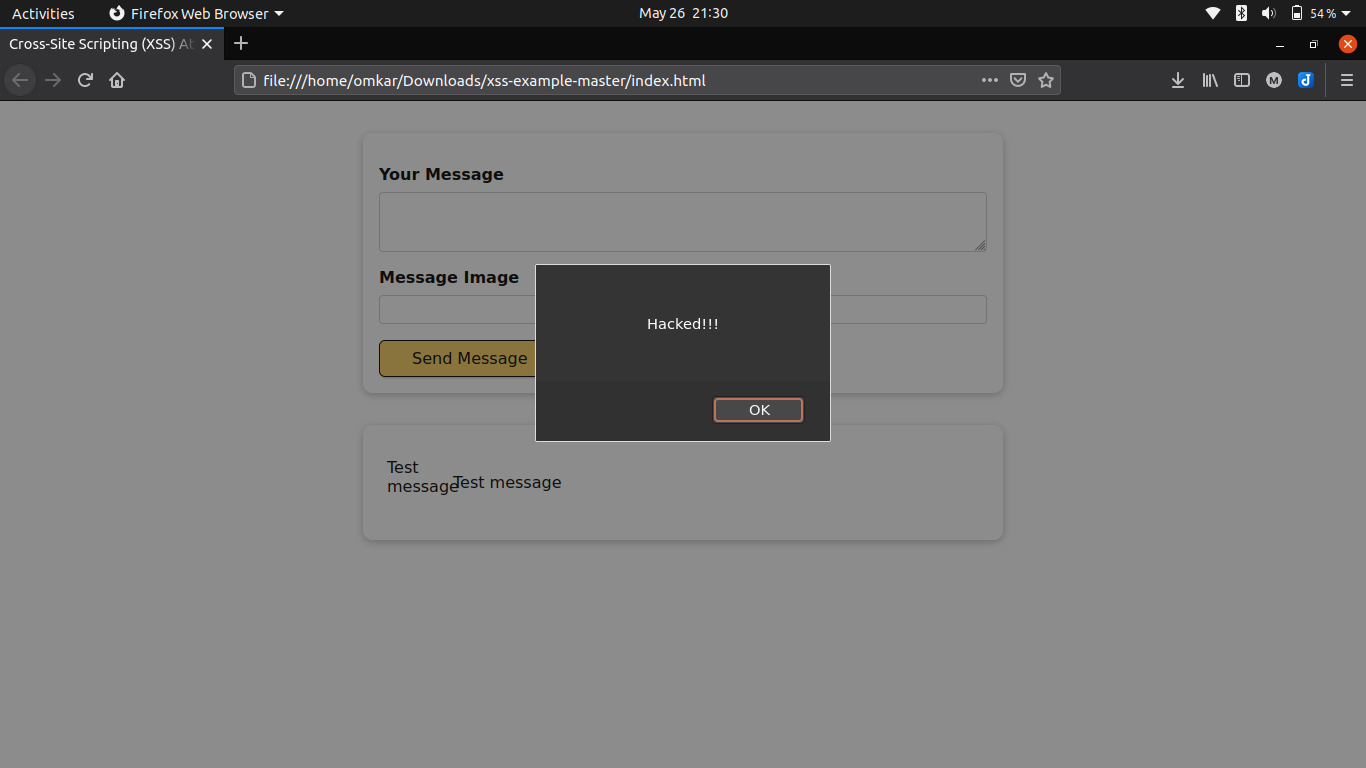 Activities Firefox Web Browser May 26 21:30 54 %
Cross-Site Scripting (XSS) At
file:///home/omkar/Downloads/xss-example-master/index.html
Your Message
Message Image
Hacked!!!
Send Message
OK
Test
message
Test message